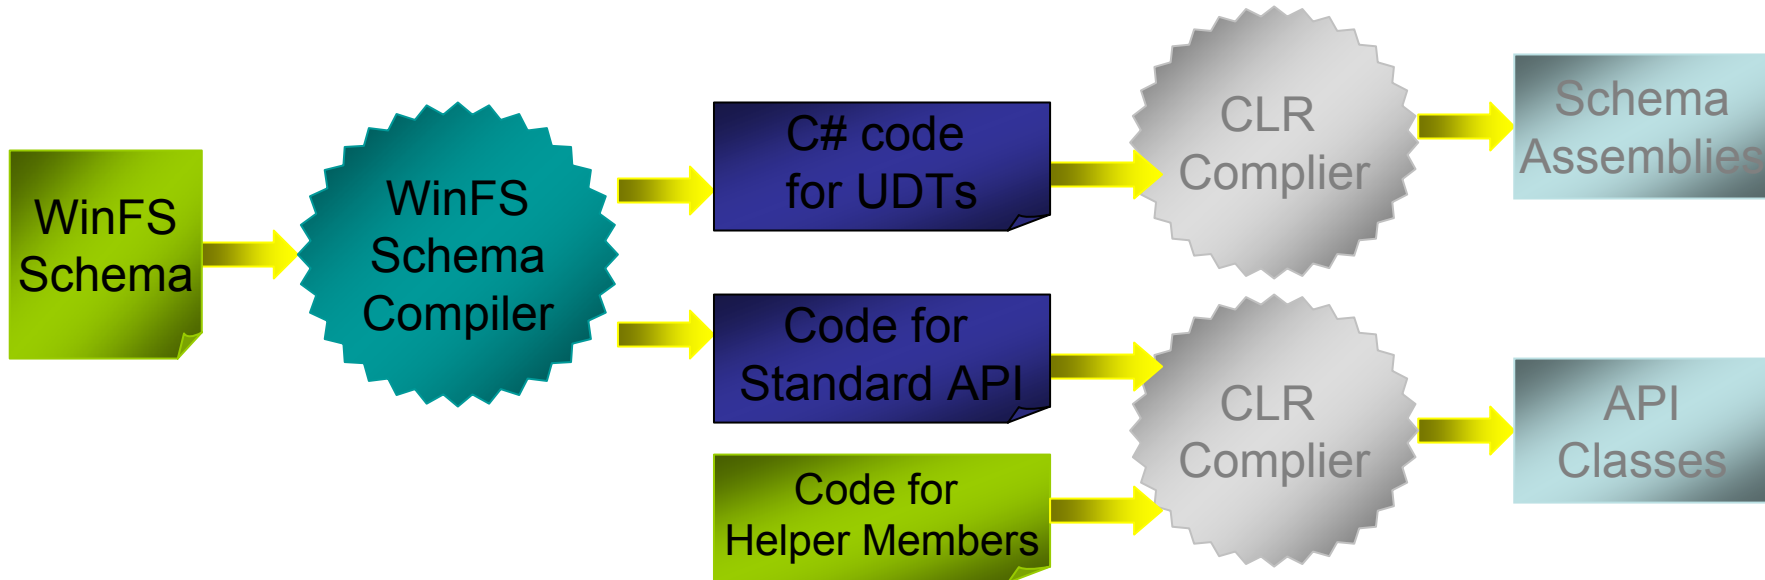 WinFS
Schema
WinFS
Schema
Compiler
C# code
for UDTs
CLR
Complier
Schema
Assemblies
Code for
Standard API
Code for
Helper Members
CLR
Complier
API
Classes